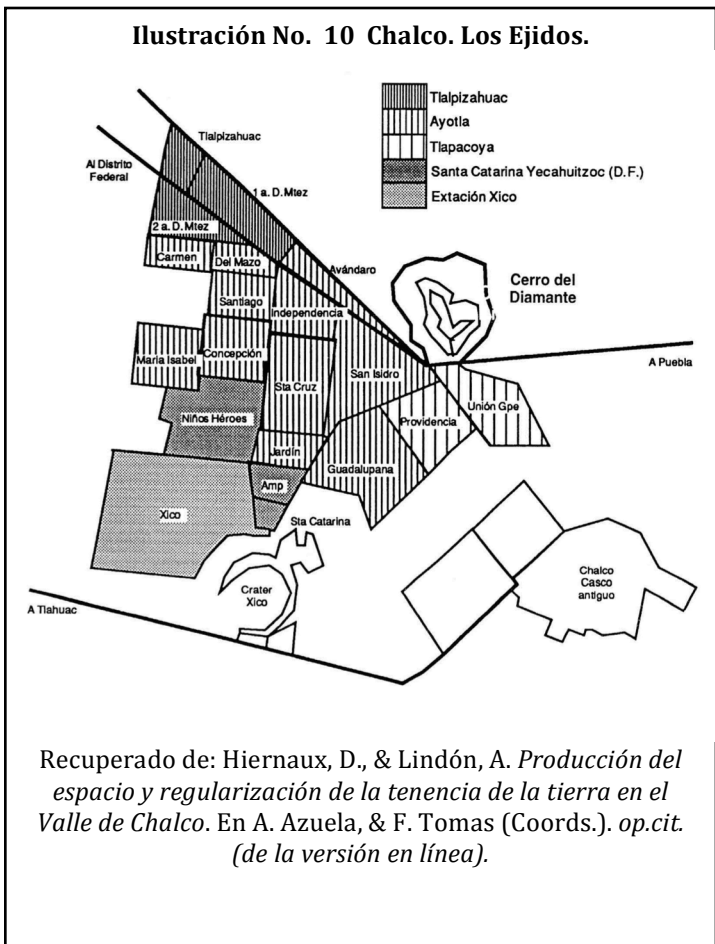 Ilustración No. 10 Chalco. Los Ejidos.
Tlalpizahuac
Ayotla
Tlapacoya
Santa Catarina Yecahuitzoc (D.F.)
Extación Xico
Tlalpizahuac
Al Distrito
Federal
1 a. D. Mtez
2 a. D. Mtez
Carmen
Del Mazo
Avándaro
Cerro del
Diamante
Santiago
Independencia
Maria Isabel
Concepción
A Puebla
San Isidro
Sta Cruz
Unión Gpe
Niños Héroes
Providencia
Jardín
Guadalupana
Amp
Xico
Sta Catarina
Chalco
Casco
antiguo
Crater
Xico
A Tlahuac
Recuperado de: Hiernaux, D., & Lindón, A. Producción del
espacio y regularización de la tenencia de la tierra en el
Valle de Chalco. En A. Azuela, & F. Tomas (Coords.). op.cit.
(de la versión en línea).